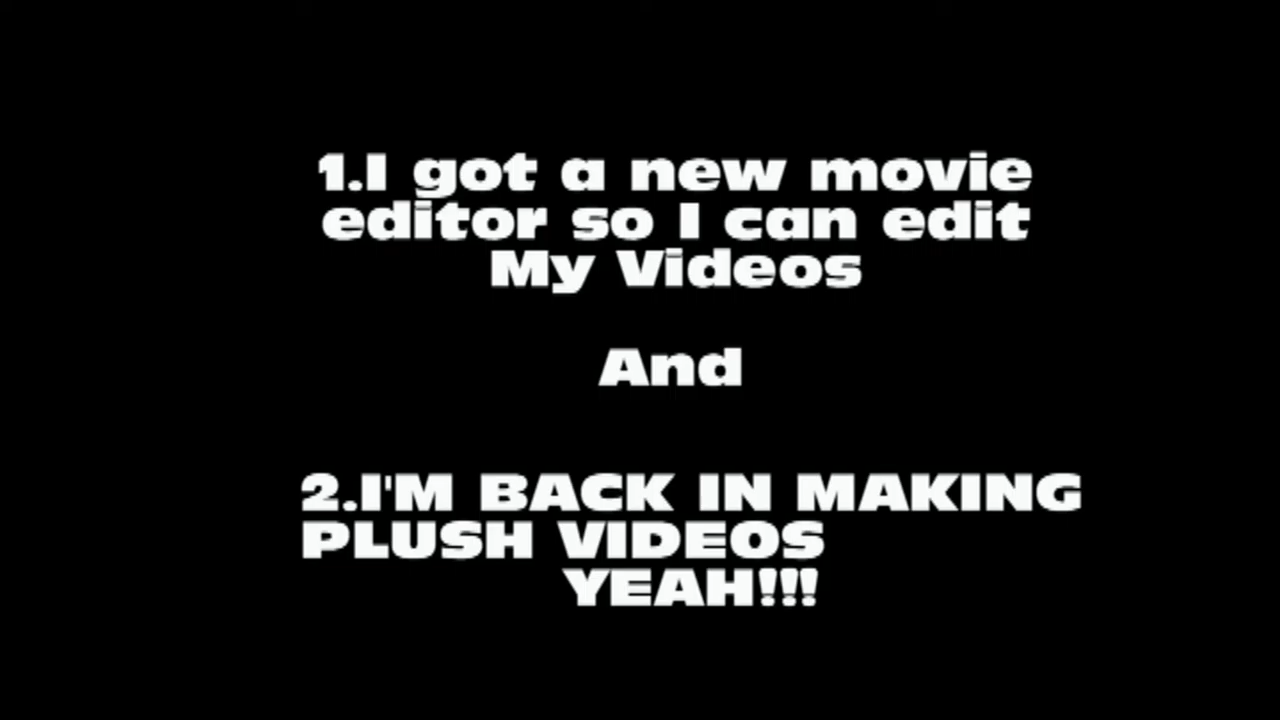 1.I got a new movie
editor so I can edit
My Videos
And
2.I'M BACK IN MAKING
PLUSH VIDEOS
YEAH!!!